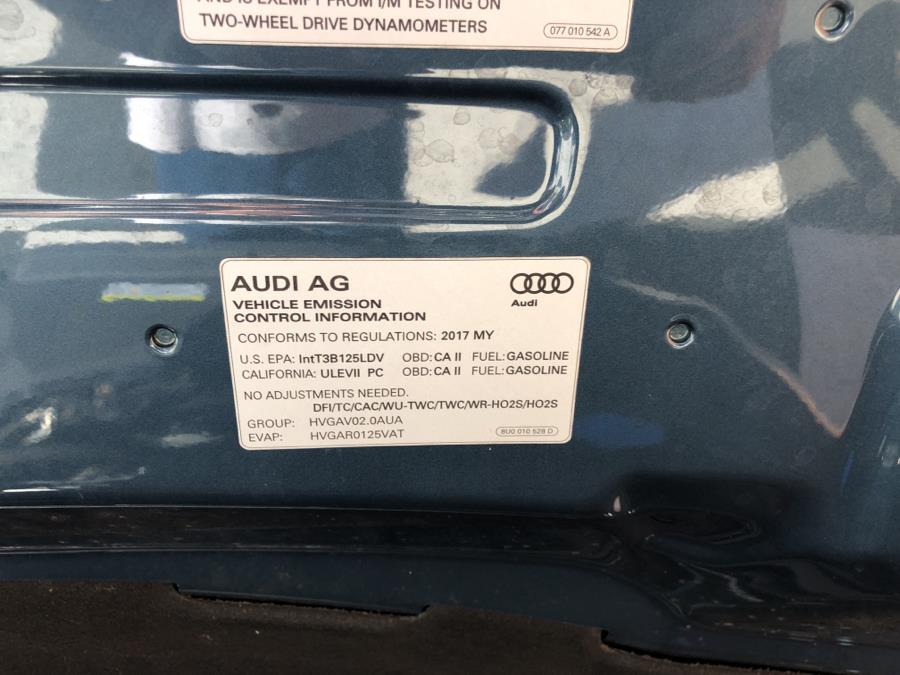 AND IS EXEMPT FROM I/M TESTING ON
TWO-WHEEL DRIVE DYNAMOMETERS
077 010 542 A
AUDI AG
Audi
VEHICLE EMISSION
CONTROL INFORMATION
CONFORMS TO REGULATIONS: 2017 MY
U.S. EPA: IntT3B125LDV OBD: CA II FUEL: GASOLINE
CALIFORNIA: ULEVII PC OBD: CA II FUEL: GASOLINE
NO ADJUSTMENTS NEEDED.
DFI/TC/CAC/WU-TWC/TWC/WR-HO2S/HO2S
GROUP: HVGAV02.0AUA
EVAP: HVGAR0125VAT
8U0 010 528 D